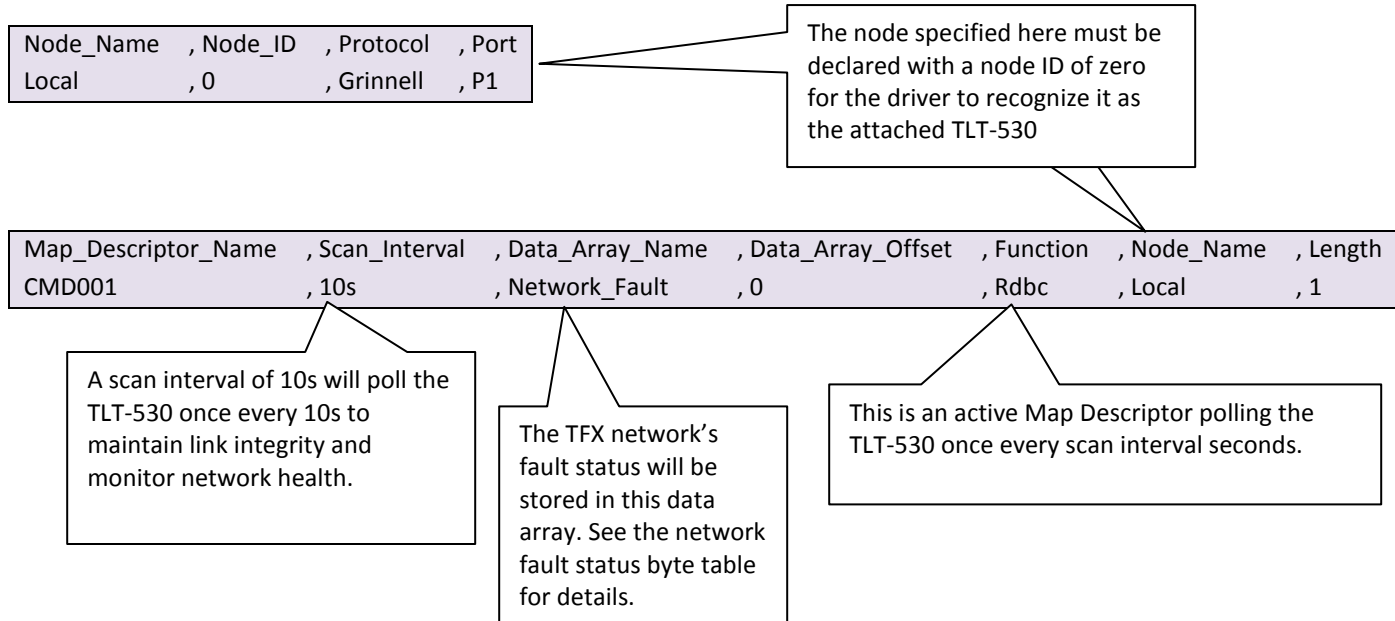 Node_Name , Node_ID , Protocol , Port
Local , 0 , Grinnell , P1
The node specified here must be
declared with a node ID of zero
for the driver to recognize it as
the attached TLT-530
Map_Descriptor_Name , Scan_Interval , Data_Array_Name , Data_Array_Offset , Function , Node_Name , Length
CMD001 , 10s , Network_Fault , 0 , Rdbc , Local , 1
A scan interval of 10s will poll the
TLT-530 once every 10s to
maintain link integrity and
monitor network health.
The TFX network’s
fault status will be
stored in this data
array. See the network
fault status byte table
for details.
This is an active Map Descriptor polling the
TLT-530 once every scan interval seconds.